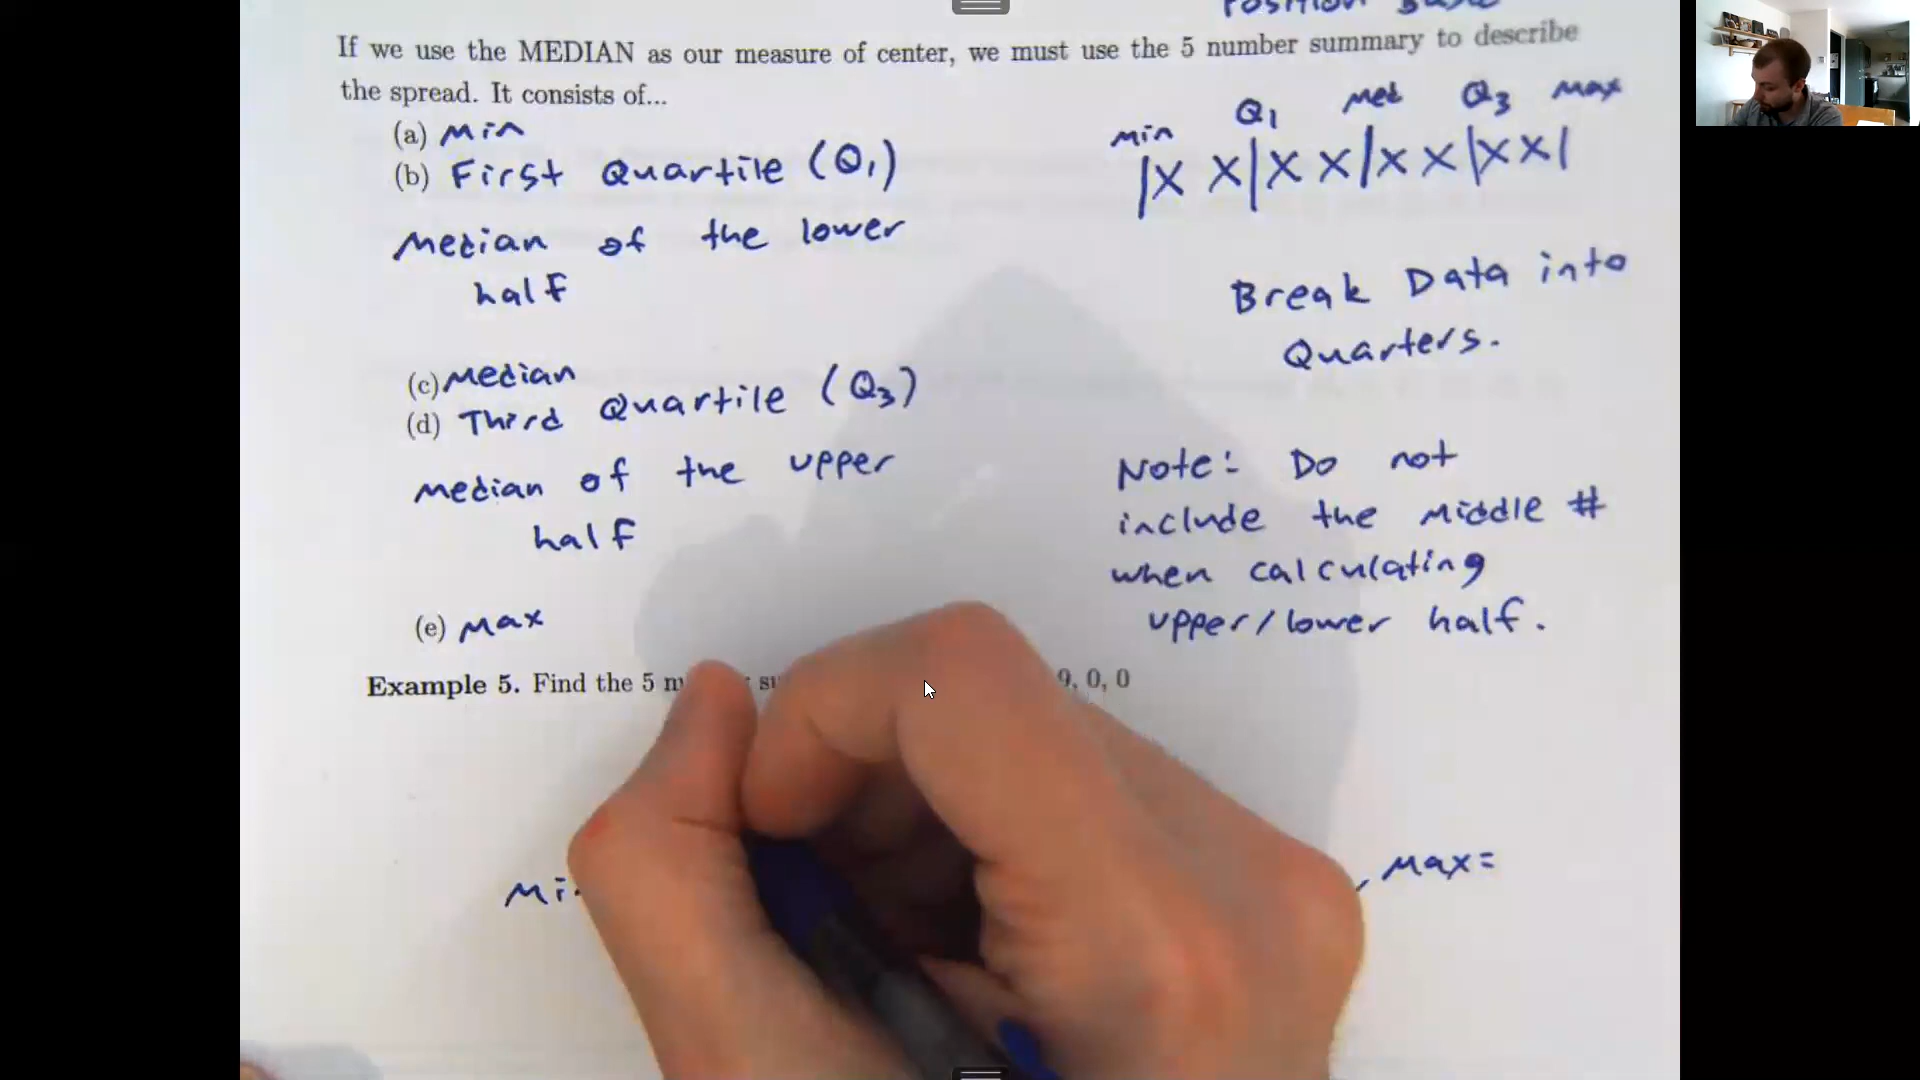 If we use the MEDIAN as our measure of center, we must use the 5 number summary to describe
the spread. It consists of...
(a) Min
(b) First Quartile (Q1)
Median of the lower
half
(c) Median
(d) Third Quartile (Q3)
Median of the upper
half
(e) Max
min Q1 med Q3 max
|X X|X X|X X|X X|
Break Data into
Quarters.
Note: Do not
include the middle #
when calculating
upper/lower half.
Example 5. Find the 5 9, 0, 0
, Max=